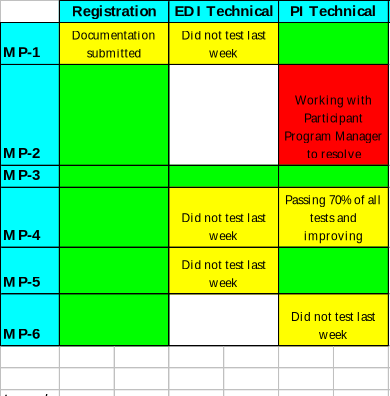 Registration EDI Technical PI Technical
MP-1 Documentation submitted Did not test last week
MP-2 Working with Participant Program Manager to resolve
MP-3
MP-4 Did not test last week Passing 70% of all tests and improving
MP-5 Did not test last week
MP-6 Did not test last week